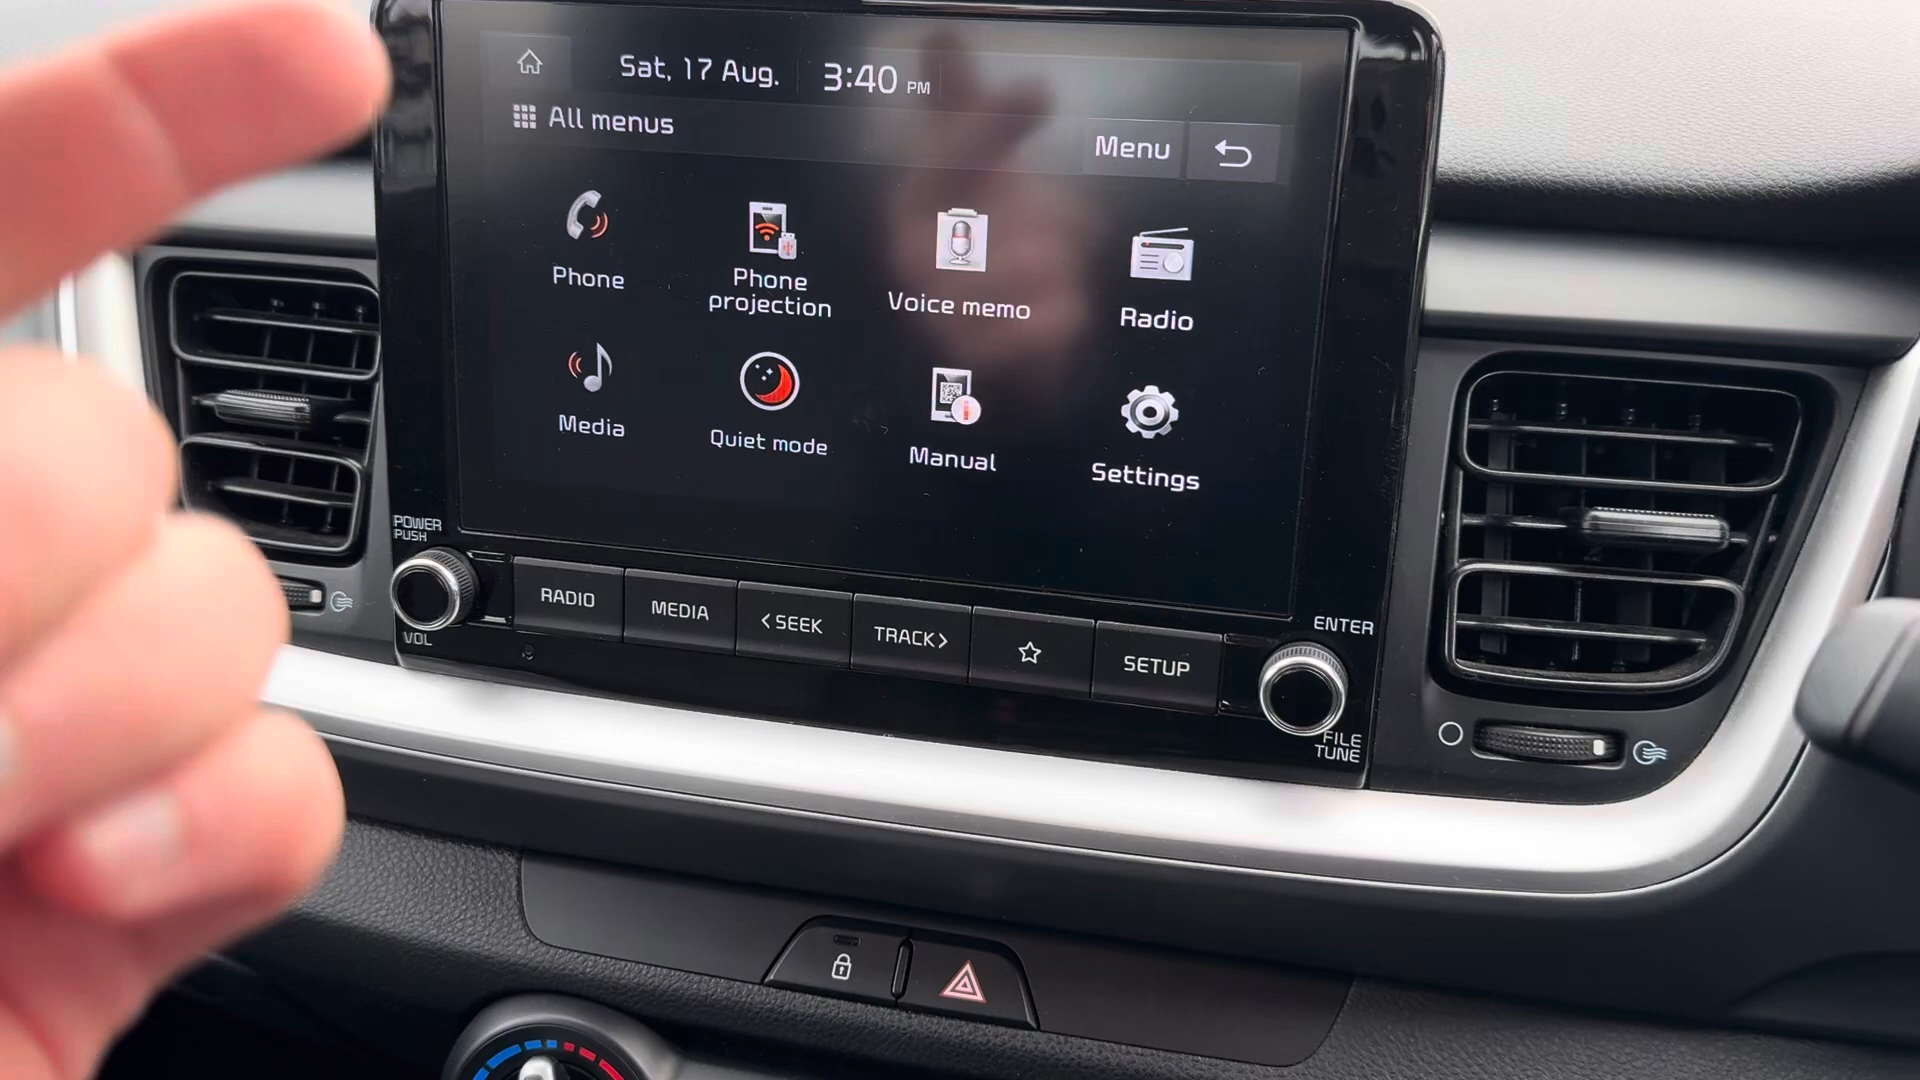 Sat, 17 Aug. 3:40 PM
All menus
Menu
Phone
Phone
projection
Voice memo
Radio
Media
Quiet mode
Manual
Settings
POWER
PUSH
VOL
RADIO
MEDIA
<SEEK
TRACK>
SETUP
ENTER
FILE
TUNE